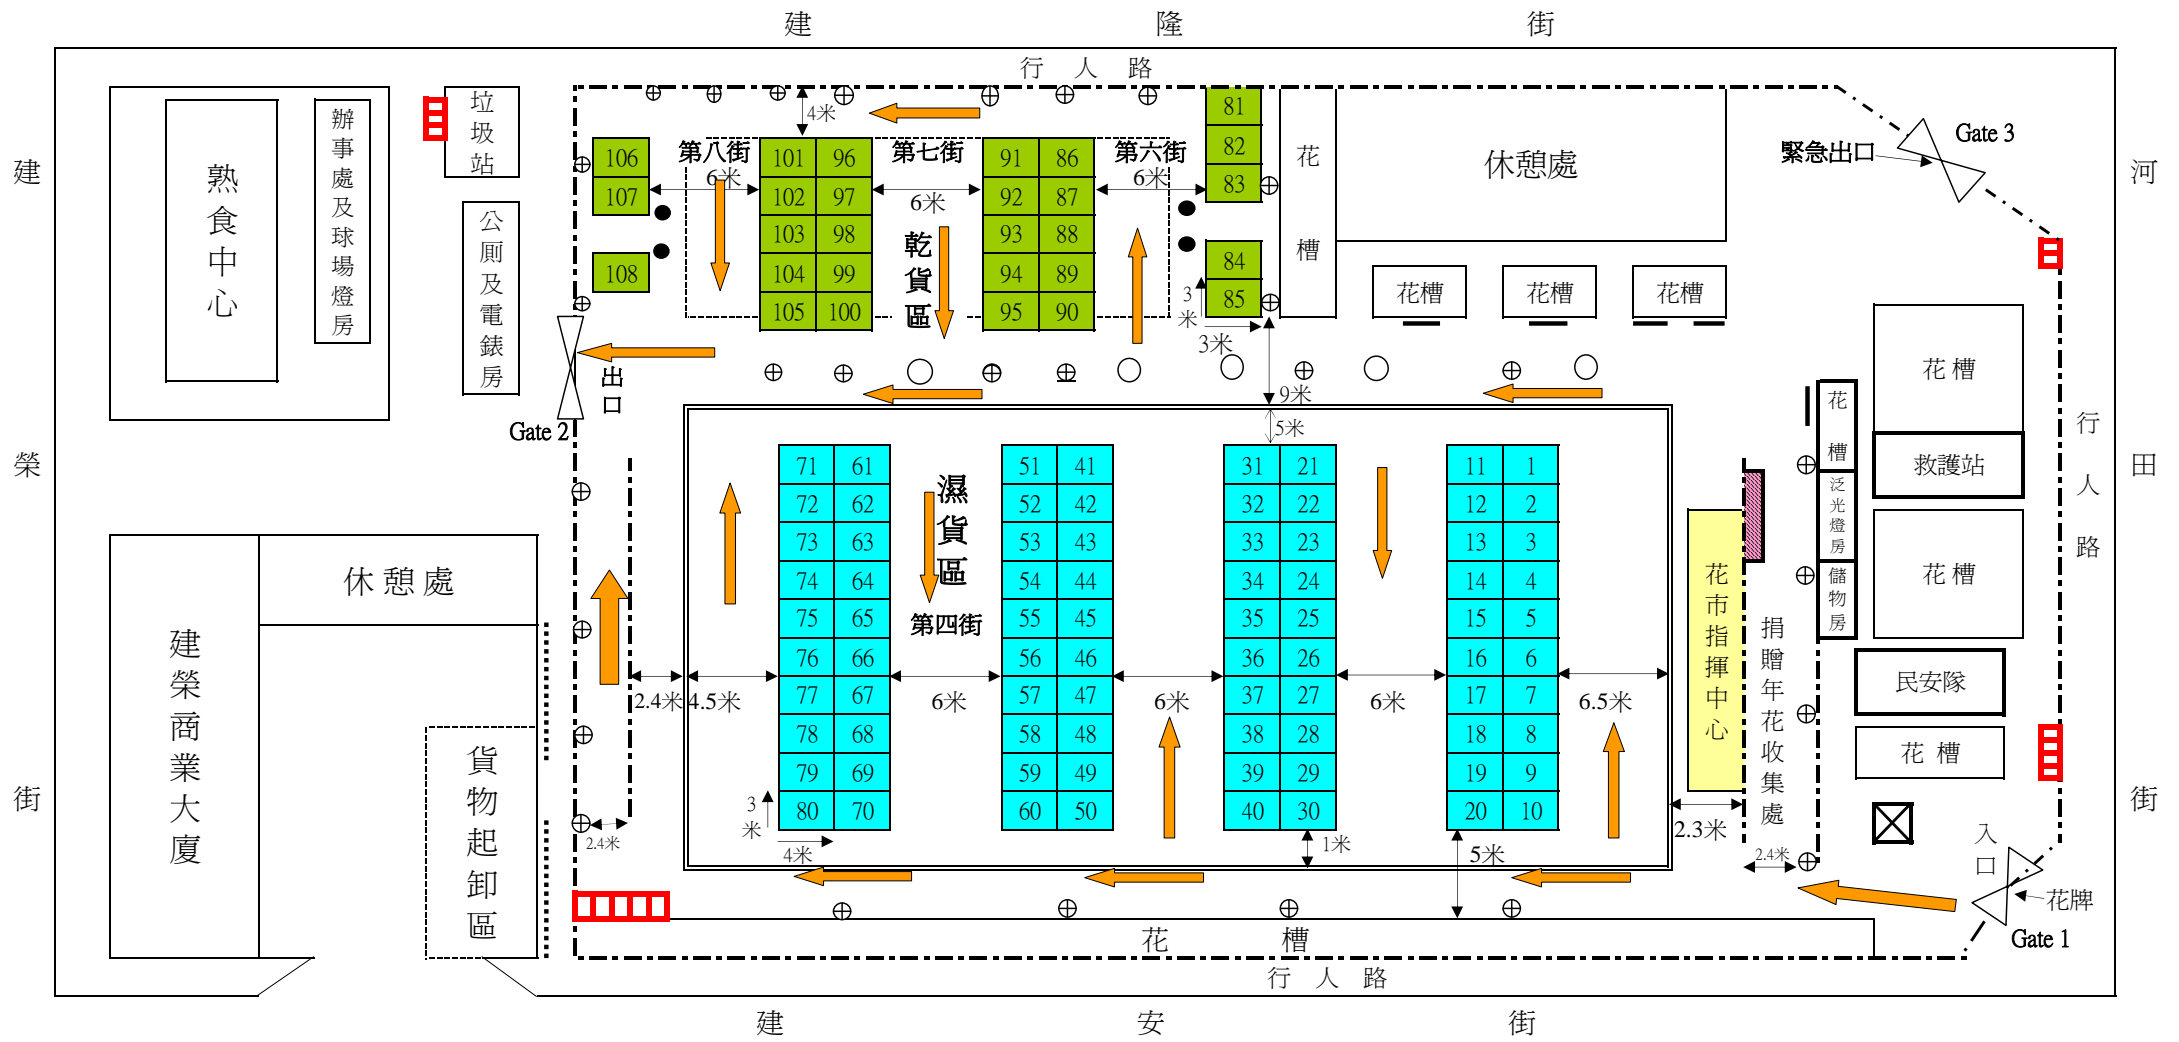 建隆街
行人路
建榮街
河田街
行人路
熟食中心
辦事處及球場燈房
垃圾站
公厕及電錶房
106
107
108
第八街
6米
4米
101 96
102 97
103 98
104 99
105 100
第七街
6米
乾貨區
91 86
92 87
93 88
94 89
95 90
第六街
6米
81
82
83
84
85
3米
3米
花槽
休憩處
花槽
花槽
花槽
緊急出口
Gate 3
出口
Gate 2
9米
5米
71 61
72 62
73 63
74 64
75 65
76 66
77 67
78 68
79 69
80 70
濕貨區
第四街
51 41
52 42
53 43
54 44
55 45
56 46
57 47
58 48
59 49
60 50
31 21
32 22
33 23
34 24
35 25
36 26
37 27
38 28
39 29
40 30
11 1
12 2
13 3
14 4
15 5
16 6
17 7
18 8
19 9
20 10
2.4米
4.5米
6米
6米
6米
6.5米
3米
4米
2.4米
1米
5米
2.3米
2.4米
花市指揮中心
捐贈年花收集處
花槽
泛光燈房
儲物房
花槽
救護站
花槽
民安隊
花槽
入口
花牌
Gate 1
休憩處
建榮商業大廈
貨物起卸區
花槽
行人路
建安街